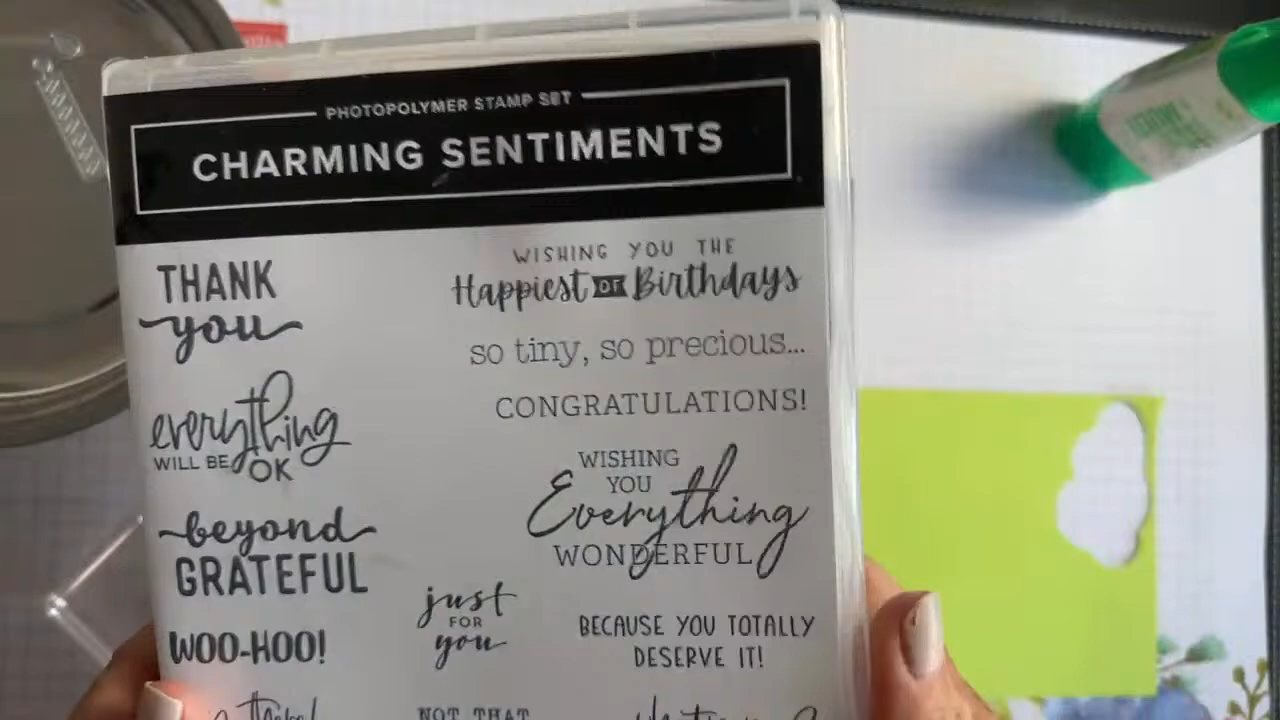 PHOTOPOLYMER STAMP SET
CHARMING SENTIMENTS
THANK
you
everything
WILL BE OK
beyond
GRATEFUL
WOO-HOO!
WISHING YOU THE
Happiest OF Birthdays
so tiny, so precious...
CONGRATULATIONS!
WISHING
YOU
Everything
WONDERFUL
just
FOR
you
BECAUSE YOU TOTALLY
DESERVE IT!
NOT THAT